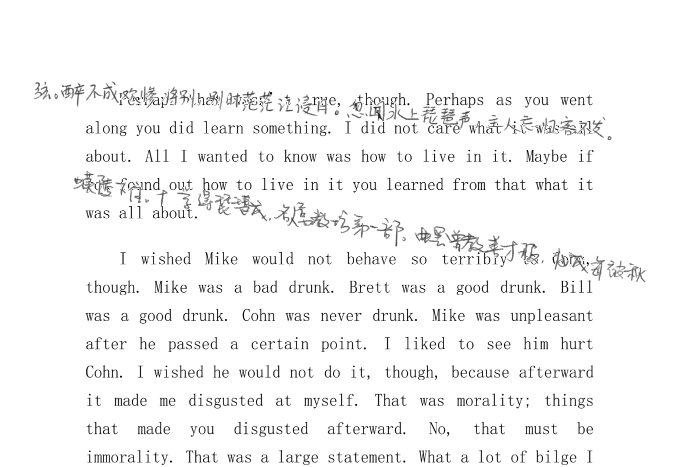 弦。醉不成欢惨将别,别时茫茫江浸月。忽闻水上琵琶声,主人忘归客不发。
Perhaps that wasn't true, though. Perhaps as you went
along you did learn something. I did not care what it was all
about. All I wanted to know was how to live in it. Maybe if
you found out how to live in it you learned from that what it
蟆陵住。十学得琵琶成,名属教坊第一部。曲罢曾教善才服,妆成每被秋
was all about.
I wished Mike would not behave so terribly to Cohn,
though. Mike was a bad drunk. Brett was a good drunk. Bill
was a good drunk. Cohn was never drunk. Mike was unpleasant
after he passed a certain point. I liked to see him hurt
Cohn. I wished he would not do it, though, because afterward
it made me disgusted at myself. That was morality; things
that made you disgusted afterward. No, that must be
immorality. That was a large statement. What a lot of bilge I